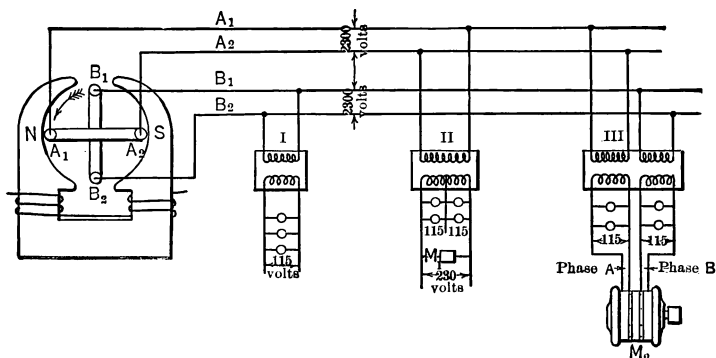 A₁
2300 volts
A₂
B₁
2300 volts
B₂
B₁
N
S
A₁
A₂
B₂
I
II
III
115 volts
115 115
M₁
230 volts
115 115
Phase A
Phase B
M₂